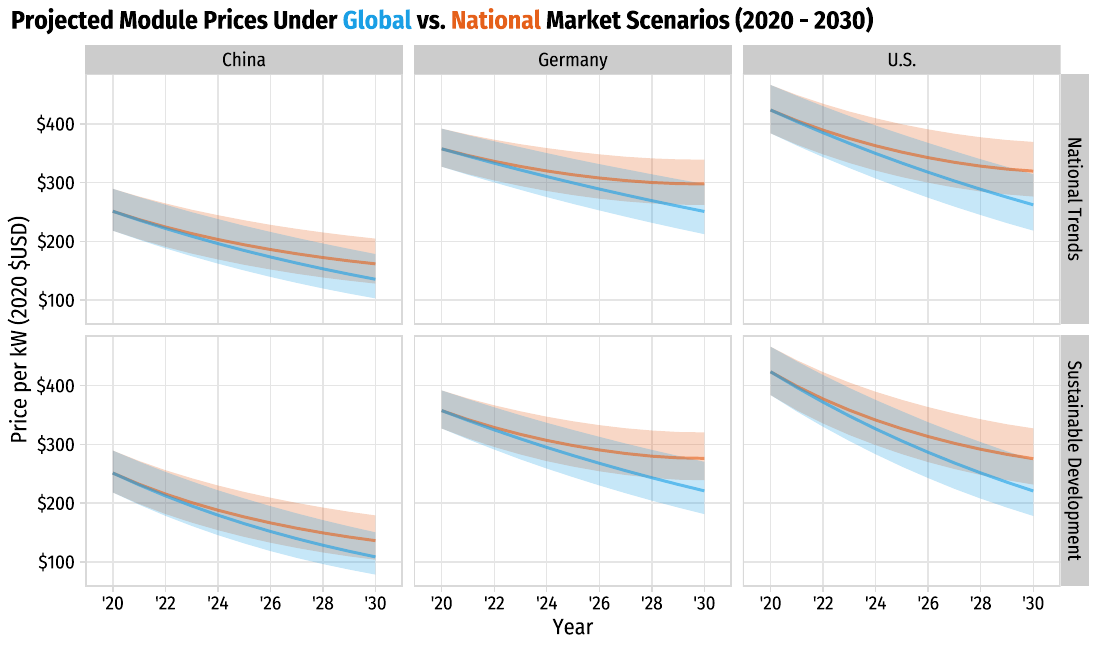 Projected Module Prices Under Global vs. National Market Scenarios (2020 - 2030)
China
Germany
U.S.
Price per kW (2020 $USD)
$400
$300
$200
$100
National Trends
$400
$300
$200
$100
Sustainable Development
'20 '22 '24 '26 '28 '30
'20 '22 '24 '26 '28 '30
'20 '22 '24 '26 '28 '30
Year